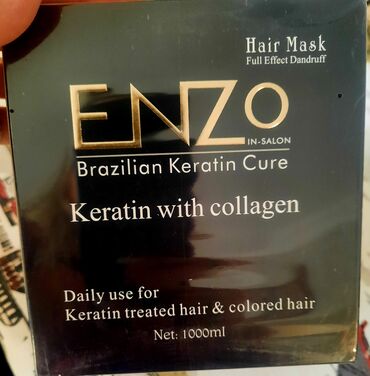 Hair Mask
Full Effect Dandruff
ENZO
IN-SALON
Brazilian Keratin Cure
Keratin with collagen
Daily use for
Keratin treated hair & colored hair
Net: 1000ml